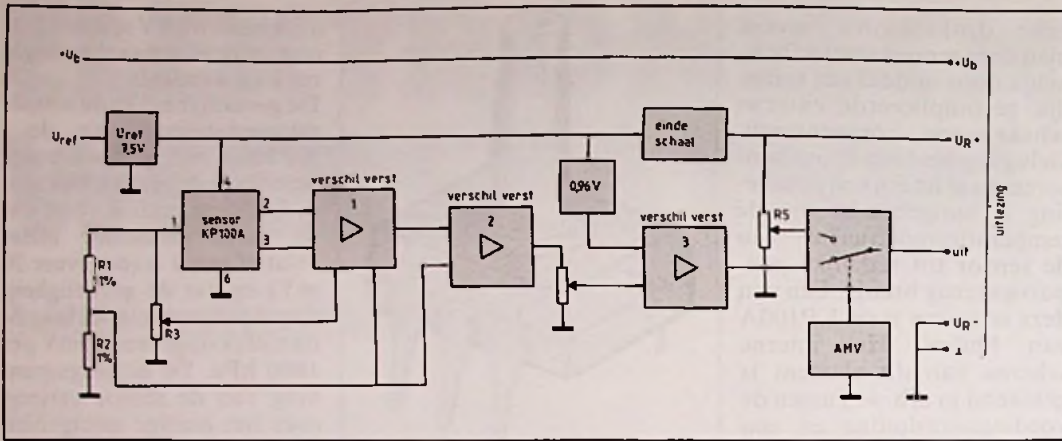 +Ub
+Ub
Uref
Uref
7,5V
einde
schaal
UR+
4
0,96V
verschil verst
1
verschil verst
2
verschil verst
3
1
sensor
KP100A
2
3
6
R1
1%
R2
1%
R3
R5
uit
uitlezing
AMV
UR-
⊥